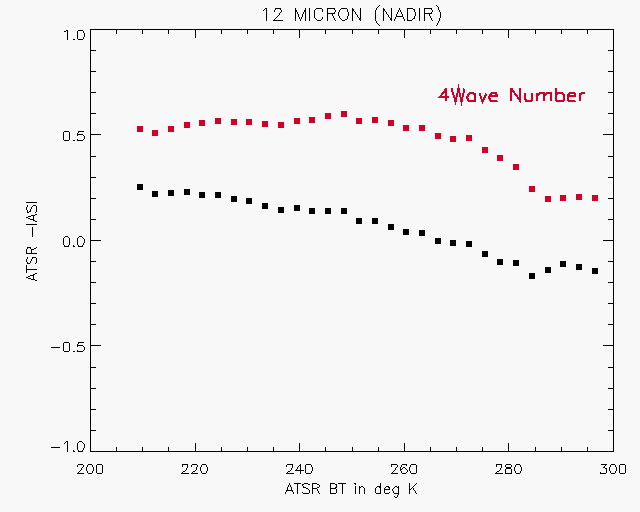 12 MICRON (NADIR)
1.0
4Wave Number
0.5
0.0
ATSR -IASI
-0.5
-1.0
200 220 240 260 280 300
ATSR BT in deg K